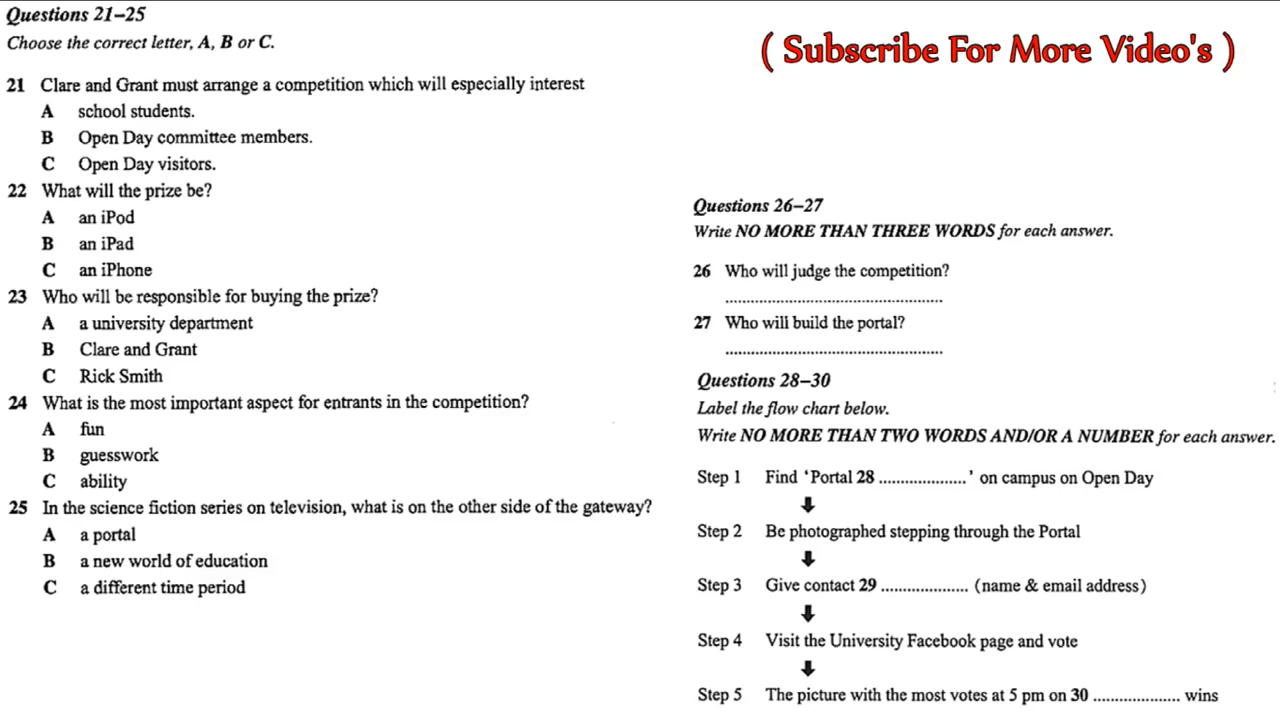 Questions 21–25
Choose the correct letter, A, B or C.
21 Clare and Grant must arrange a competition which will especially interest
A school students.
B Open Day committee members.
C Open Day visitors.
22 What will the prize be?
A an iPod
B an iPad
C an iPhone
23 Who will be responsible for buying the prize?
A a university department
B Clare and Grant
C Rick Smith
24 What is the most important aspect for entrants in the competition?
A fun
B guesswork
C ability
25 In the science fiction series on television, what is on the other side of the gateway?
A a portal
B a new world of education
C a different time period
( Subscribe For More Video's )
Questions 26–27
Write NO MORE THAN THREE WORDS for each answer.
26 Who will judge the competition?
................................................
27 Who will build the portal?
................................................
Questions 28–30
Label the flow chart below.
Write NO MORE THAN TWO WORDS AND/OR A NUMBER for each answer.
Step 1 Find ‘Portal 28 ....................’ on campus on Open Day
Step 2 Be photographed stepping through the Portal
Step 3 Give contact 29 .................... (name & email address)
Step 4 Visit the University Facebook page and vote
Step 5 The picture with the most votes at 5 pm on 30 .................... wins